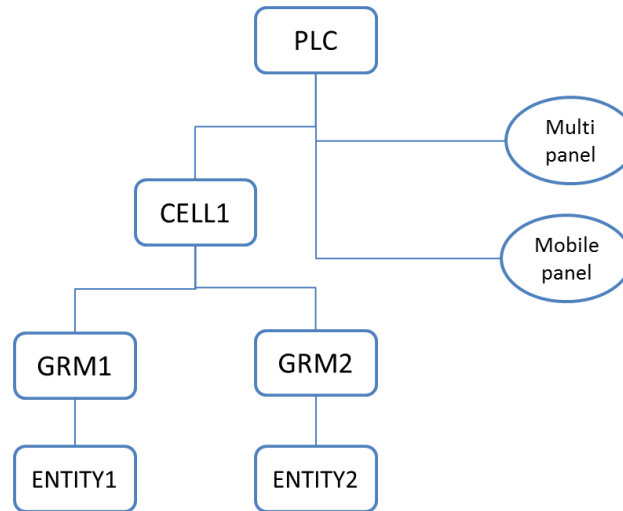 PLC
Multi
panel
CELL1
Mobile
panel
GRM1
GRM2
ENTITY1
ENTITY2